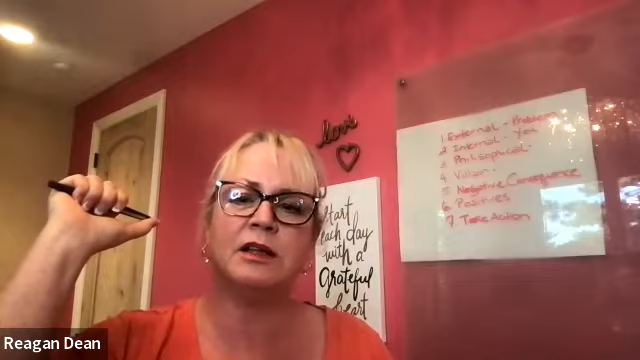 love
Start
each day
with a
Grateful
heart
1 External - Problem
2 Internal - You
3 Philosophical
4 Villain.
5 Negative Consequence
6 Positives
7. Take Action
Reagan Dean